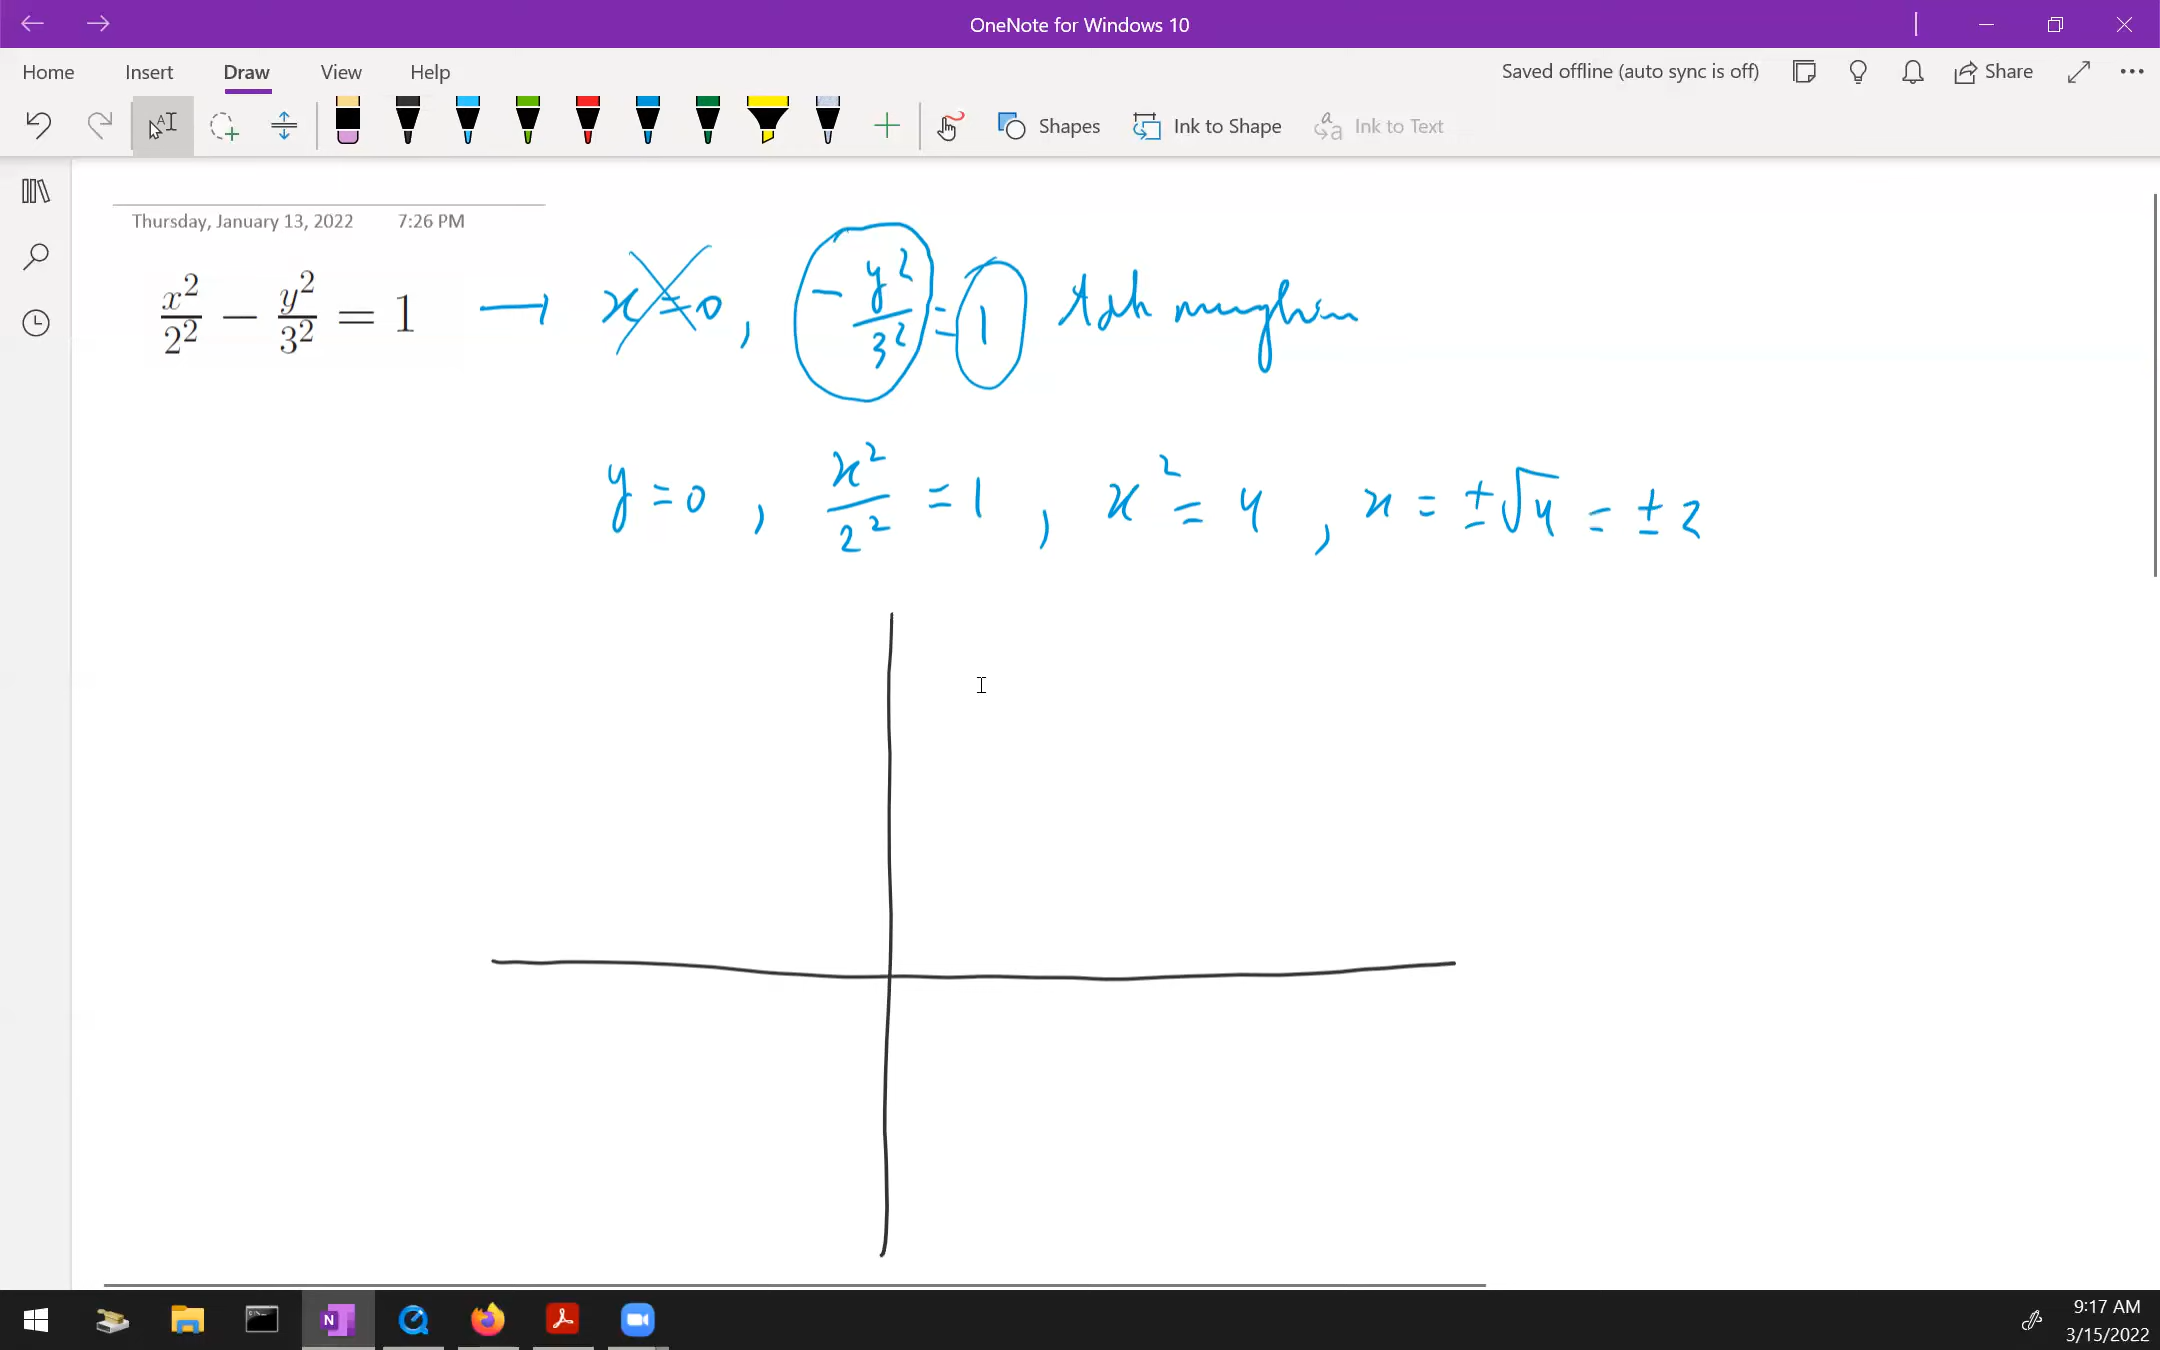 OneNote for Windows 10
Home Insert Draw View Help Saved offline (auto sync is off) Share
Shapes Ink to Shape Ink to Text
Thursday, January 13, 2022 7:26 PM
x²/2² − y²/3² = 1 → x=0, −y²/3² = 1
y=0, x²/2² = 1, x² = 4, x = ±√4 = ±2
9:17 AM
3/15/2022